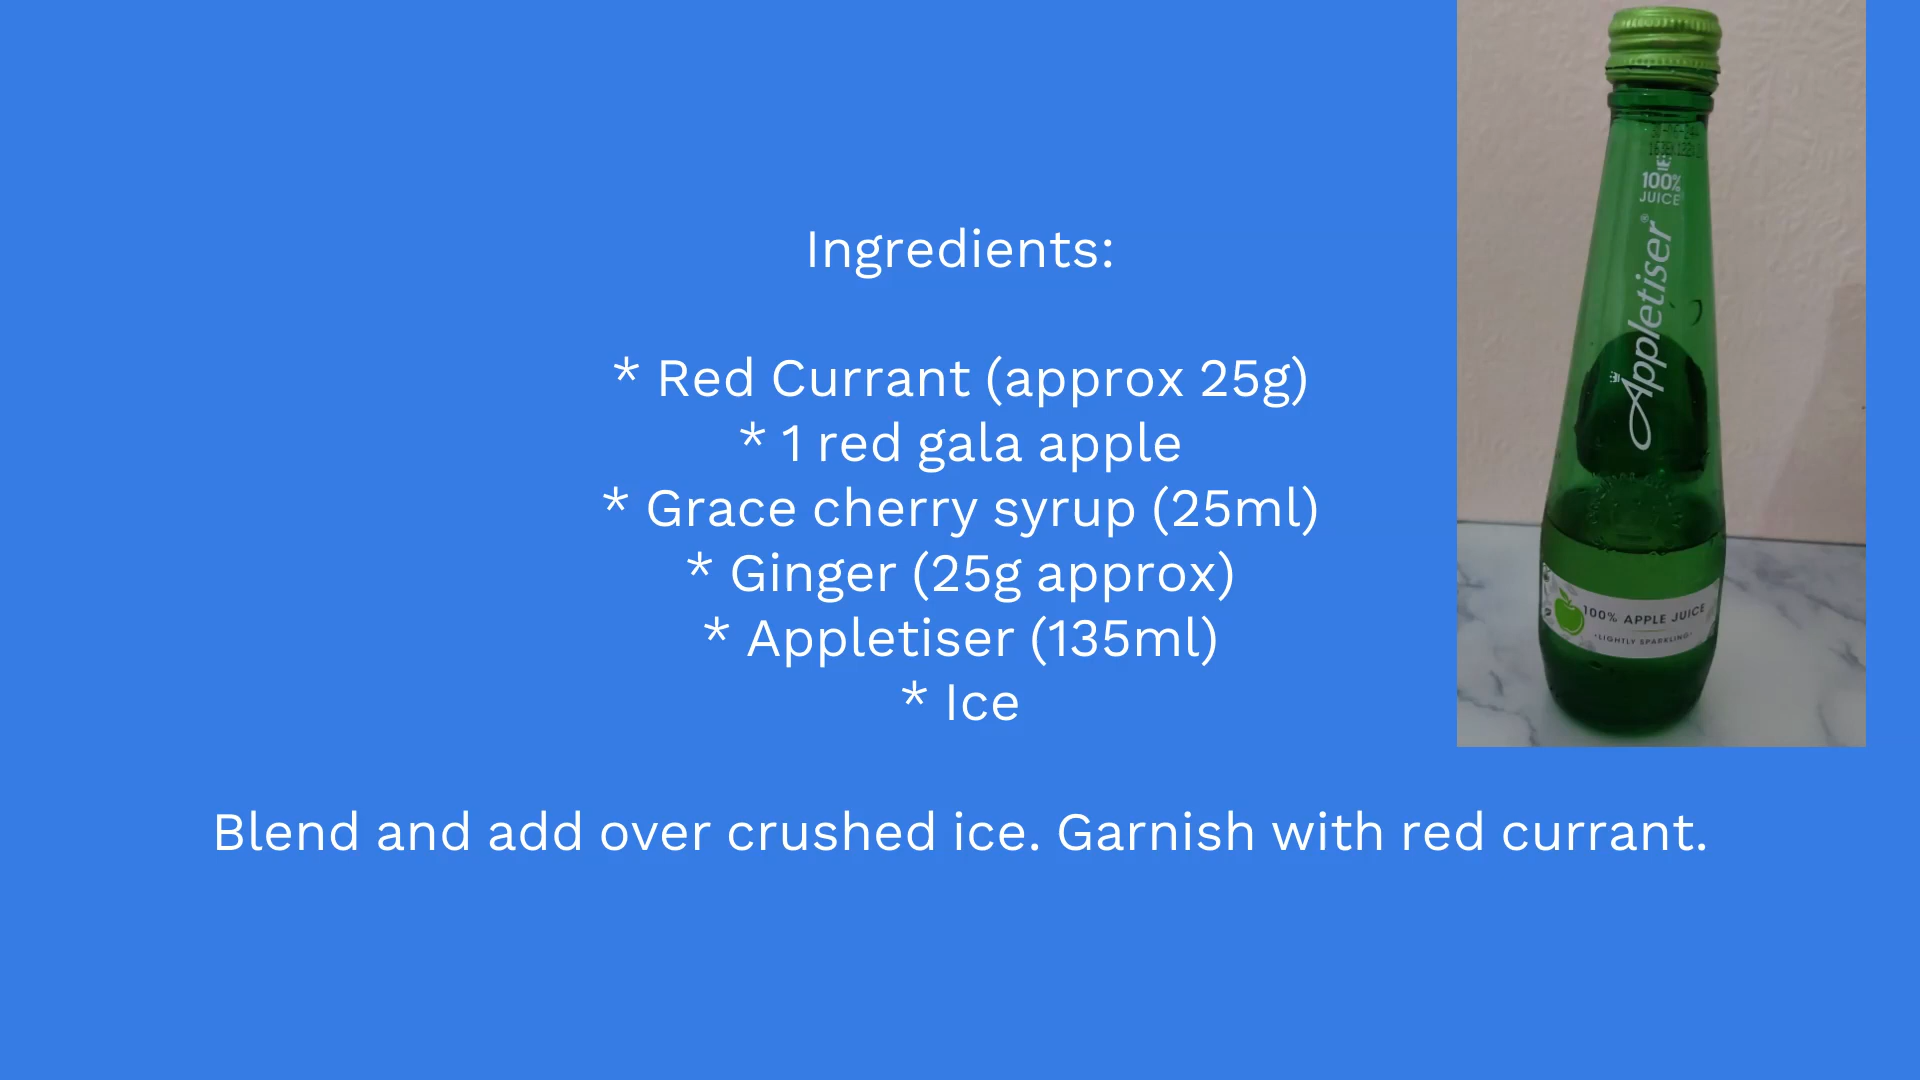 Ingredients:
* Red Currant (approx 25g)
* 1 red gala apple
* Grace cherry syrup (25ml)
* Ginger (25g approx)
* Appletiser (135ml)
* Ice
Blend and add over crushed ice. Garnish with red currant.
100%
JUICE
Appletiser®
100% APPLE JUICE
•LIGHTLY SPARKLING•